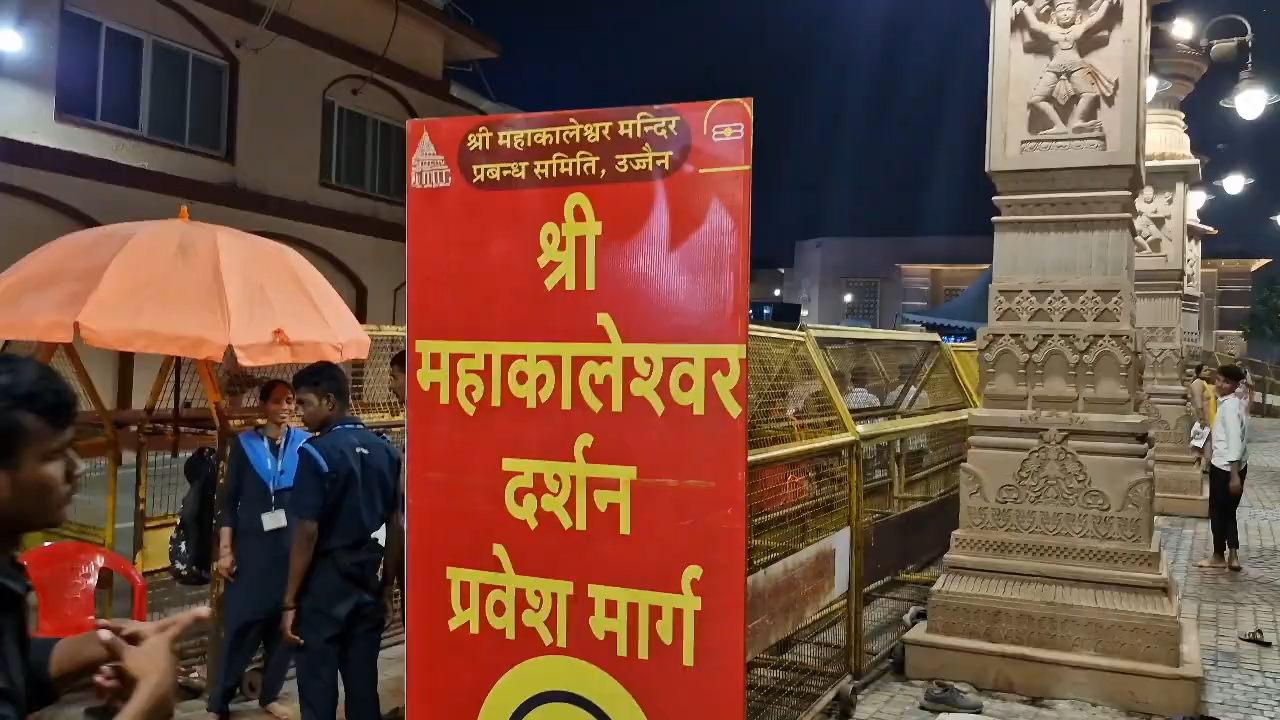 श्री महाकालेश्वर मन्दिर
प्रबन्ध समिति, उज्जैन
श्री
महाकालेश्वर
दर्शन
प्रवेश मार्ग